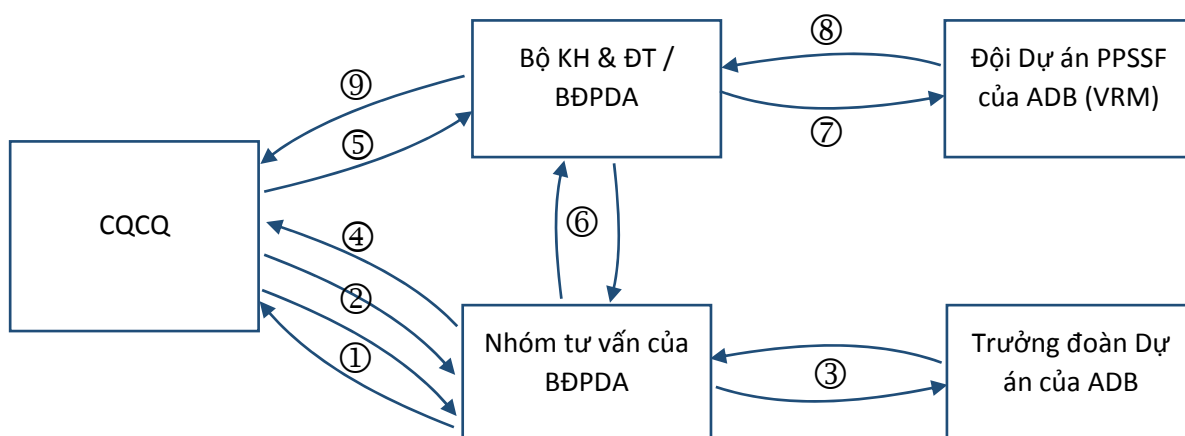 ⑧
Bộ KH & ĐT /
BĐPDA
Đội Dự án PPSSF
của ADB (VRM)
⑨
⑦
⑤
CQCQ
⑥
④
②
Nhóm tư vấn của
BĐPDA
Trưởng đoàn Dự
án của ADB
①
③